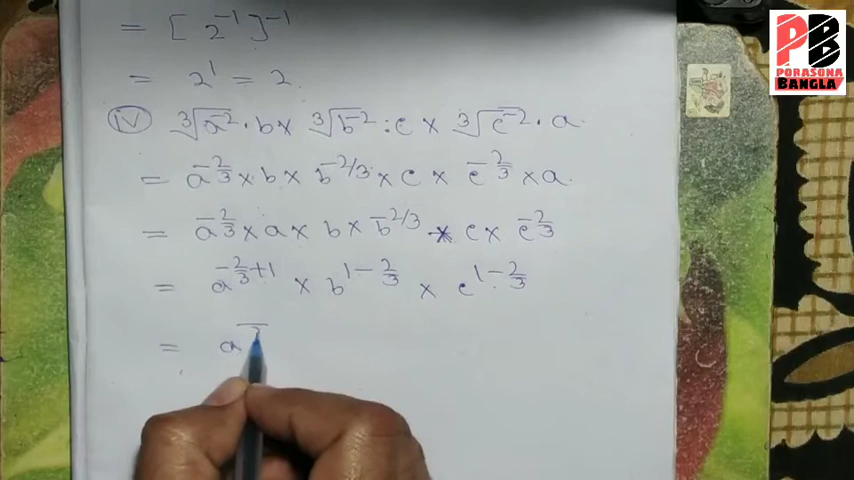 = [2⁻¹]⁻¹
= 2¹ = 2
(iv) ∛a⁻² · b × ∛b⁻² · c × ∛c⁻² · a
= a^-2/3 × b × b^-2/3 × c × c^-2/3 × a
= a^-2/3 × a × b × b^-2/3 × c × c^-2/3
= a^-2/3+1 × b^1-2/3 × c^1-2/3
= a
PB
PORASONA
BANGLA